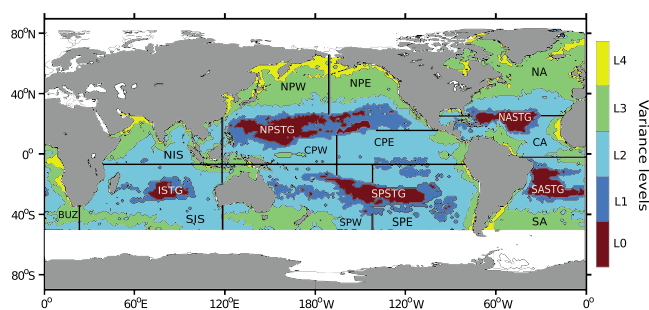 80°N
40°N
0°
40°S
80°S
0°
60°E
120°E
180°W
120°W
60°W
0°
NPW
NPE
NA
NPSTG
NASTG
NIS
CPW
CPE
CA
ISTG
SPSTG
SASTG
BUZ
SJS
SPW
SPE
SA
L4
L3
L2
L1
L0
Variance levels